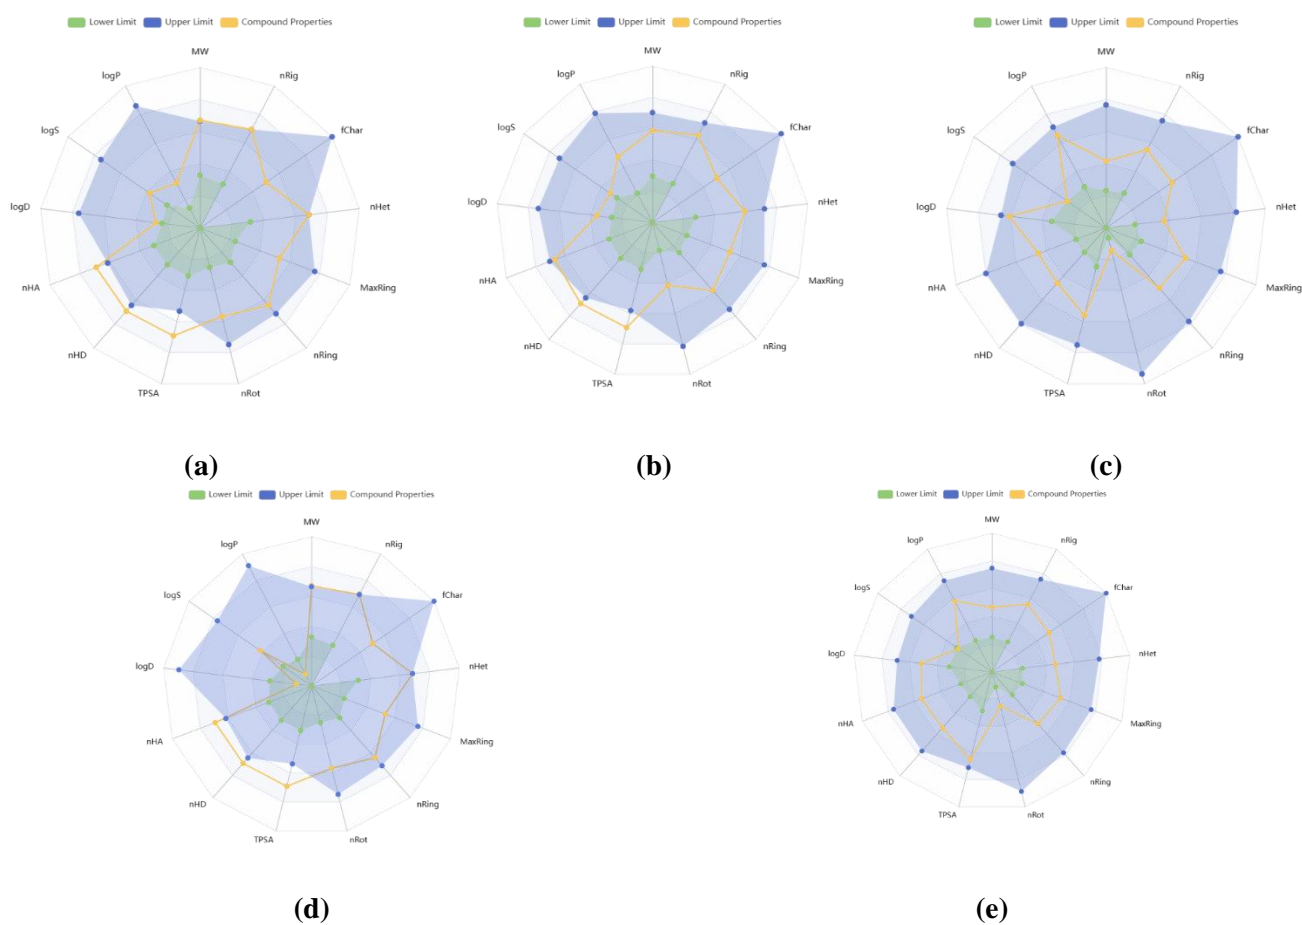 Lower Limit Upper Limit Compound Properties
MW
nRig
fChar
nHet
MaxRing
nRing
nRot
TPSA
nHD
nHA
logD
logS
logP
(a)
Lower Limit Upper Limit Compound Properties
MW
nRig
fChar
nHet
MaxRing
nRing
nRot
TPSA
nHD
nHA
logD
logS
logP
(b)
Lower Limit Upper Limit Compound Properties
MW
nRig
fChar
nHet
MaxRing
nRing
nRot
TPSA
nHD
nHA
logD
logS
logP
(c)
Lower Limit Upper Limit Compound Properties
MW
nRig
fChar
nHet
MaxRing
nRing
nRot
TPSA
nHD
nHA
logD
logS
logP
(d)
Lower Limit Upper Limit Compound Properties
MW
nRig
fChar
nHet
MaxRing
nRing
nRot
TPSA
nHD
nHA
logD
logS
logP
(e)